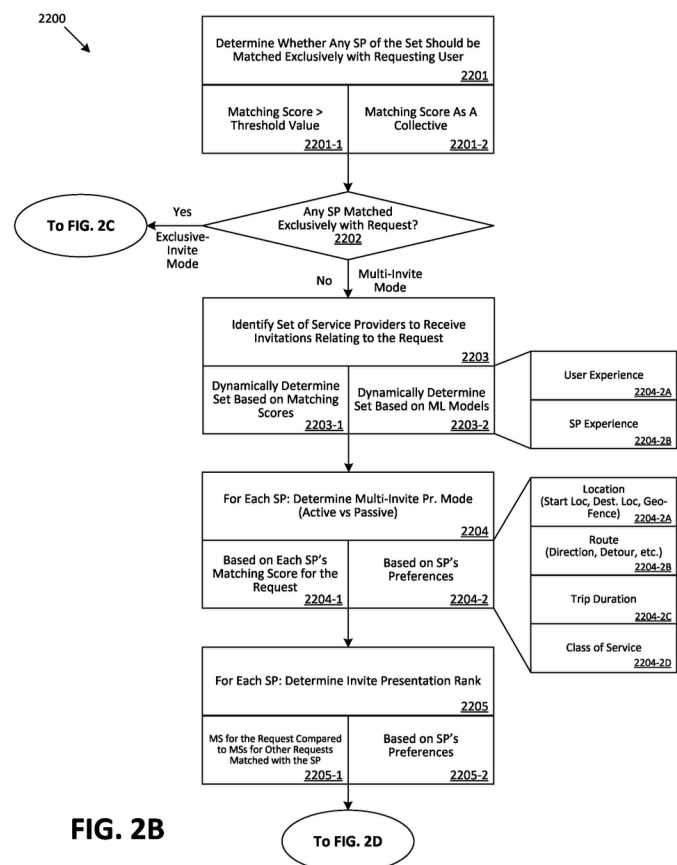 2200
Determine Whether Any SP of the Set Should be
Matched Exclusively with Requesting User
2201
Matching Score >
Threshold Value
2201-1
Matching Score As A
Collective
2201-2
To FIG. 2C
Yes
Exclusive-
Invite
Mode
Any SP Matched
Exclusively with Request?
2202
No
Multi-Invite
Mode
Identify Set of Service Providers to Receive
Invitations Relating to the Request
2203
Dynamically Determine
Set Based on Matching
Scores
2203-1
Dynamically Determine
Set Based on ML Models
2203-2
User Experience
2204-2A
SP Experience
2204-2B
For Each SP: Determine Multi-Invite Pr. Mode
(Active vs Passive)
2204
Based on Each SP's
Matching Score for the
Request
2204-1
Based on SP's
Preferences
2204-2
Location
(Start Loc, Dest. Loc, Geo-
Fence)
2204-2A
Route
(Direction, Detour, etc.)
2204-2B
Trip Duration
2204-2C
Class of Service
2204-2D
For Each SP: Determine Invite Presentation Rank
2205
MS for the Request Compared
to MSs for Other Requests
Matched with the SP
2205-1
Based on SP's
Preferences
2205-2
FIG. 2B
To FIG. 2D